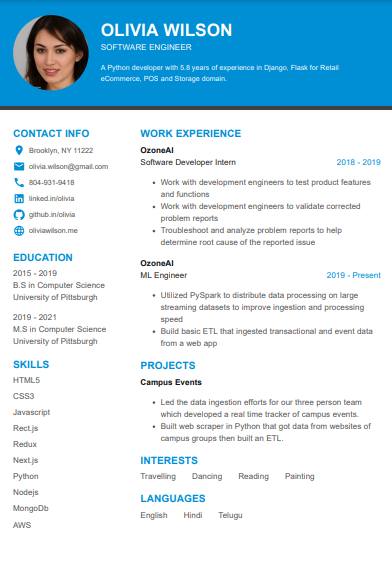 OLIVIA WILSON
SOFTWARE ENGINEER
A Python developer with 5.8 years of experience in Django, Flask for Retail
eCommerce, POS and Storage domain.
CONTACT INFO
Brooklyn, NY 11222
olivia.wilson@gmail.com
804-931-9418
linked.in/olivia
github.in/olivia
oliviawilson.me
EDUCATION
2015 - 2019
B.S in Computer Science
University of Pittsburgh
2019 - 2021
M.S in Computer Science
University of Pittsburgh
SKILLS
HTML5
CSS3
Javascript
Rect.js
Redux
Next.js
Python
Nodejs
MongoDb
AWS
WORK EXPERIENCE
OzoneAI
Software Developer Intern 2018 - 2019
• Work with development engineers to test product features
and functions
• Work with development engineers to validate corrected
problem reports
• Troubleshoot and analyze problem reports to help
determine root cause of the reported issue
OzoneAI
ML Engineer 2019 - Present
• Utilized PySpark to distribute data processing on large
streaming datasets to improve ingestion and processing
speed
• Build basic ETL that ingested transactional and event data
from a web app
PROJECTS
Campus Events
• Led the data ingestion efforts for our three person team
which developed a real time tracker of campus events.
• Built web scraper in Python that got data from websites of
campus groups then built an ETL.
INTERESTS
Travelling Dancing Reading Painting
LANGUAGES
English Hindi Telugu